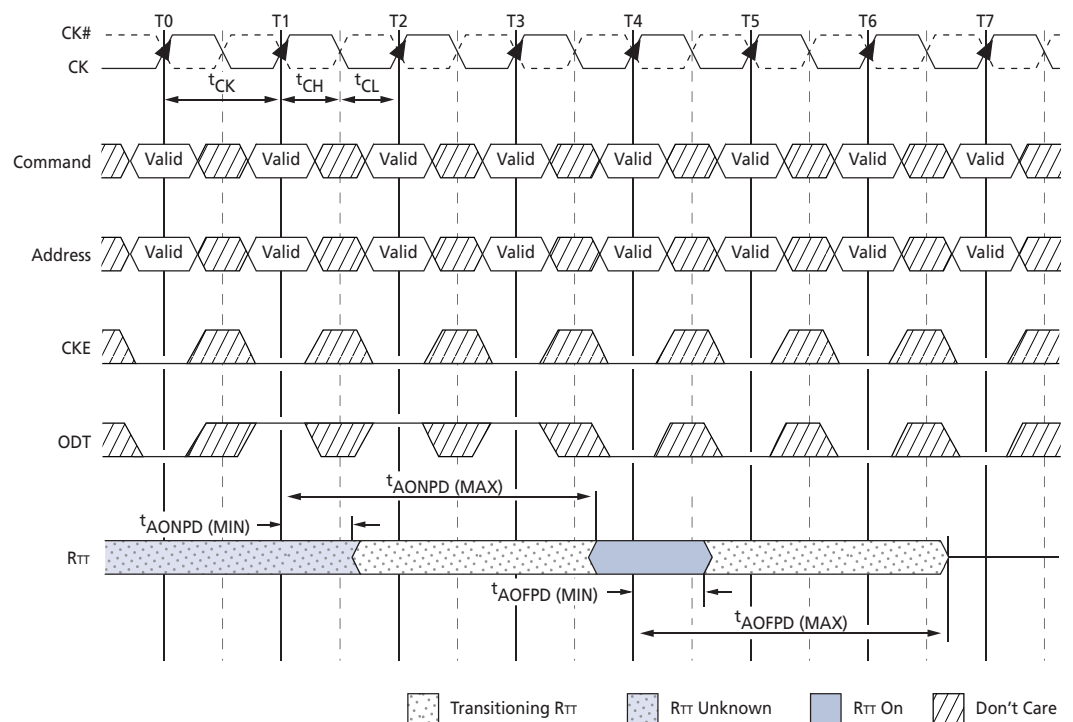 T0 T1 T2 T3 T4 T5 T6 T7
CK#
CK
tCK tCH tCL
Command Valid Valid Valid Valid Valid Valid Valid Valid
Address Valid Valid Valid Valid Valid Valid Valid Valid
CKE
ODT
tAONPD (MAX)
tAONPD (MIN)
RTT
tAOFPD (MIN)
tAOFPD (MAX)
Transitioning RTT RTT Unknown RTT On Don't Care